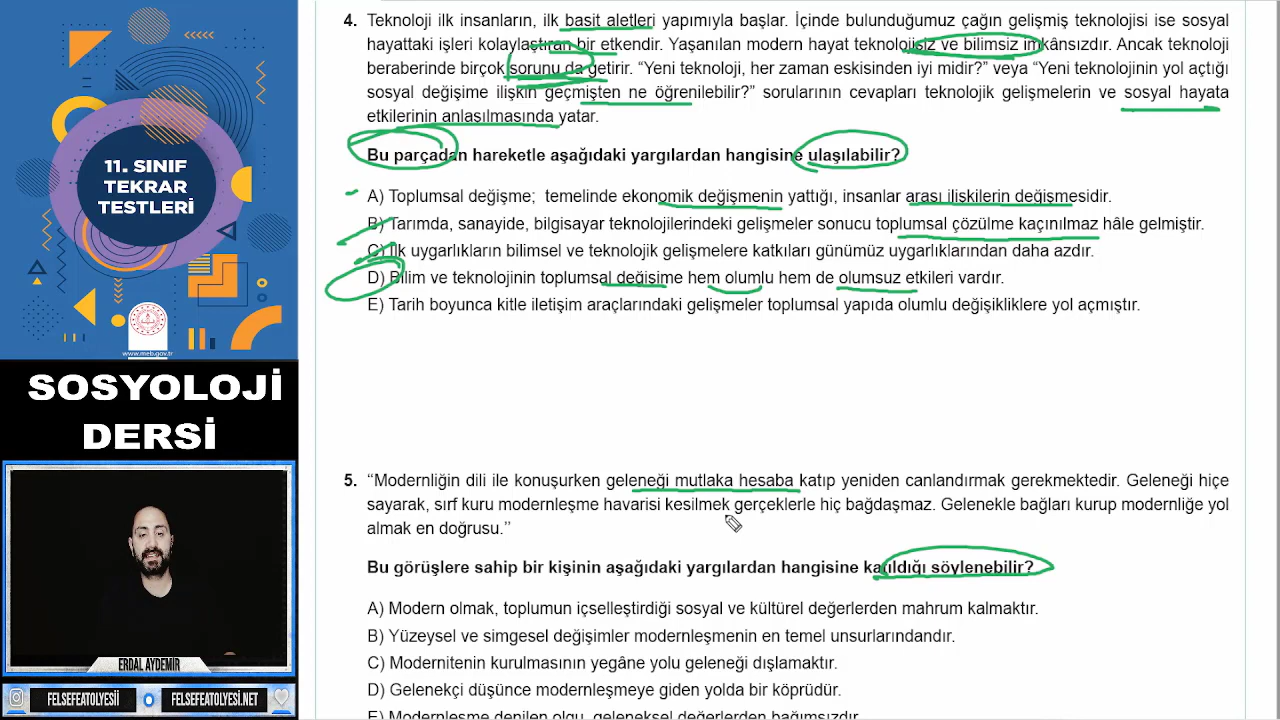 11. SINIF
TEKRAR
TESTLERİ
www.meb.gov.tr
SOSYOLOJİ
DERSİ
ERDAL AYDEMİR
FELSEFEATOLYESİİ
FELSEFEATOLYESİ.NET
4. Teknoloji ilk insanların, ilk basit aletleri yapımıyla başlar. İçinde bulunduğumuz çağın gelişmiş teknolojisi ise sosyal
hayattaki işleri kolaylaştıran bir etkendir. Yaşanılan modern hayat teknolojisiz ve bilimsiz imkânsızdır. Ancak teknoloji
beraberinde birçok sorunu da getirir. “Yeni teknoloji, her zaman eskisinden iyi midir?” veya “Yeni teknolojinin yol açtığı
sosyal değişime ilişkin geçmişten ne öğrenilebilir?” sorularının cevapları teknolojik gelişmelerin ve sosyal hayata
etkilerinin anlaşılmasında yatar.
Bu parçadan hareketle aşağıdaki yargılardan hangisine ulaşılabilir?
A) Toplumsal değişme; temelinde ekonomik değişmenin yattığı, insanlar arası iliskilerin değişmesidir.
B) Tarımda, sanayide, bilgisayar teknolojilerindeki gelişmeler sonucu toplumsal çözülme kaçınılmaz hâle gelmiştir.
C) İlk uygarlıkların bilimsel ve teknolojik gelişmelere katkıları günümüz uygarlıklarından daha azdır.
D) Bilim ve teknolojinin toplumsal değişime hem olumlu hem de olumsuz etkileri vardır.
E) Tarih boyunca kitle iletişim araçlarındaki gelişmeler toplumsal yapıda olumlu değişikliklere yol açmıştır.
5. ‘‘Modernliğin dili ile konuşurken geleneği mutlaka hesaba katıp yeniden canlandırmak gerekmektedir. Geleneği hiçe
sayarak, sırf kuru modernleşme havarisi kesilmek gerçeklerle hiç bağdaşmaz. Gelenekle bağları kurup modernliğe yol
almak en doğrusu.’’
Bu görüşlere sahip bir kişinin aşağıdaki yargılardan hangisine katıldığı söylenebilir?
A) Modern olmak, toplumun içselleştirdiği sosyal ve kültürel değerlerden mahrum kalmaktır.
B) Yüzeysel ve simgesel değişimler modernleşmenin en temel unsurlarındandır.
C) Modernitenin kurulmasının yegâne yolu geleneği dışlamaktır.
D) Gelenekçi düşünce modernleşmeye giden yolda bir köprüdür.
E) Modernleşme denilen olgu, geleneksel değerlerden bağımsızdır.